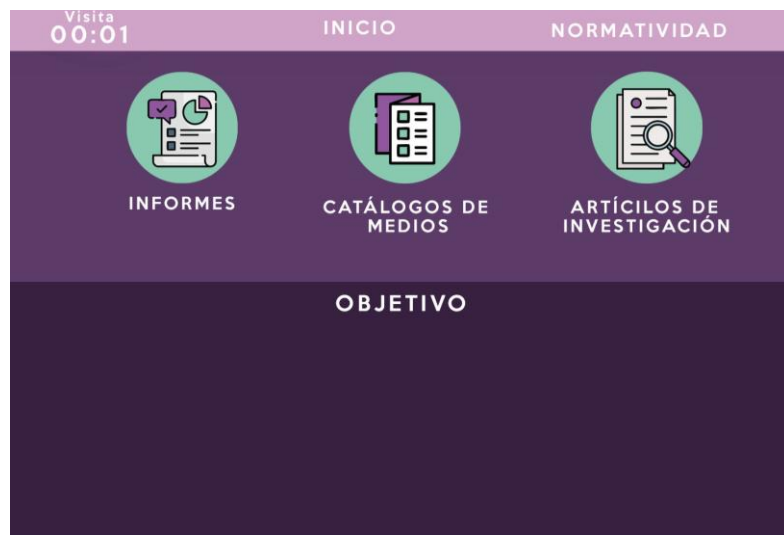 Visita
00:01
INICIO
NORMATIVIDAD
INFORMES
CATÁLOGOS DE
MEDIOS
ARTÍCILOS DE
INVESTIGACIÓN
OBJETIVO